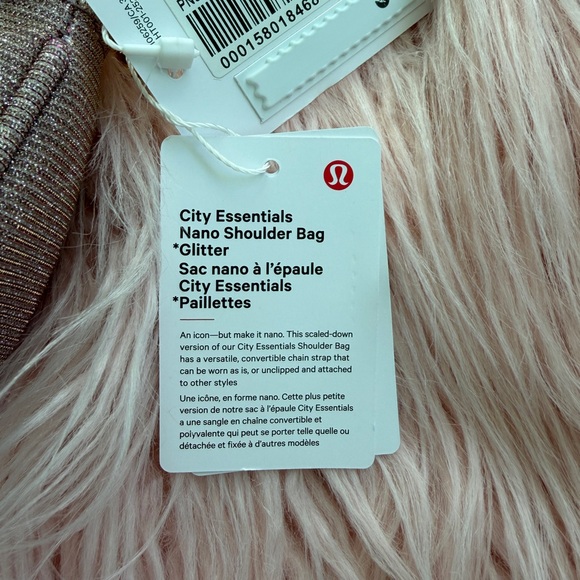 000158018468
City Essentials
Nano Shoulder Bag
*Glitter
Sac nano à l'épaule
City Essentials
*Paillettes
An icon—but make it nano. This scaled-down
version of our City Essentials Shoulder Bag
has a versatile, convertible chain strap that
can be worn as is, or unclipped and attached
to other styles
Une icône, en forme nano. Cette plus petite
version de notre sac à l'épaule City Essentials
a une sangle en chaîne convertible et
polyvalente qui peut se porter telle quelle ou
détachée et fixée à d'autres modèles